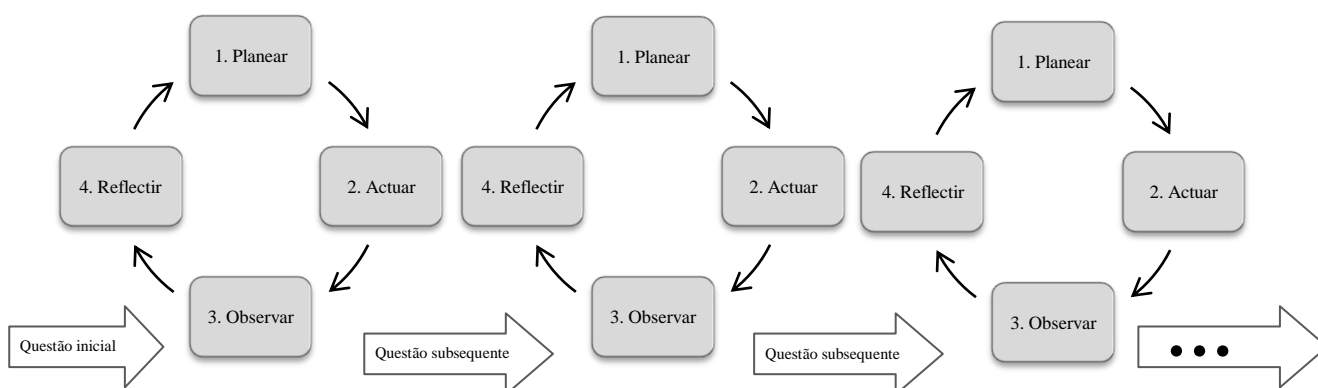 1. Planear
2. Actuar
3. Observar
4. Reflectir
Questão inicial
1. Planear
2. Actuar
3. Observar
4. Reflectir
Questão subsequente
1. Planear
2. Actuar
3. Observar
4. Reflectir
Questão subsequente
● ● ●